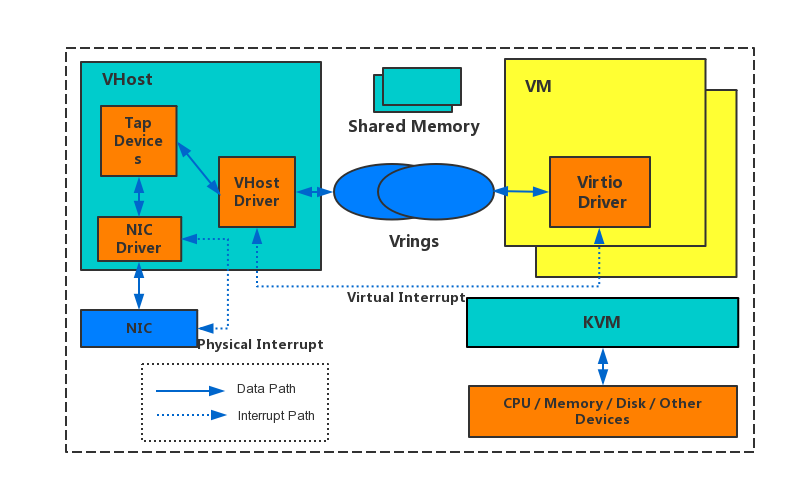 VHost
Tap
Device
s
VHost
Driver
NIC
Driver
NIC
Shared Memory
Vrings
VM
Virtio
Driver
Virtual Interrupt
Physical Interrupt
KVM
CPU / Memory / Disk / Other
Devices
Data Path
Interrupt Path